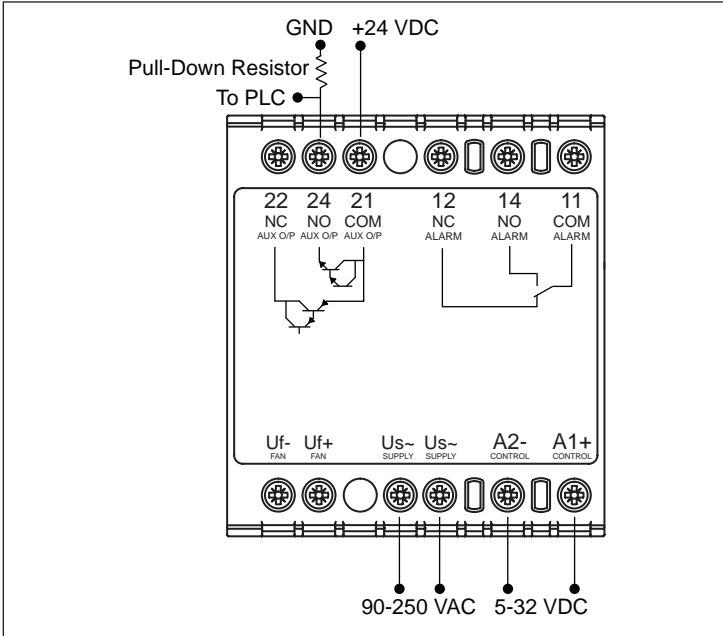 GND +24 VDC
Pull-Down Resistor
To PLC
22 24 21 12 14 11
NC NO COM NC NO COM
AUX O/P AUX O/P AUX O/P ALARM ALARM ALARM
Uf- Uf+ Us~ Us~ A2- A1+
FAN FAN SUPPLY SUPPLY CONTROL CONTROL
90-250 VAC 5-32 VDC